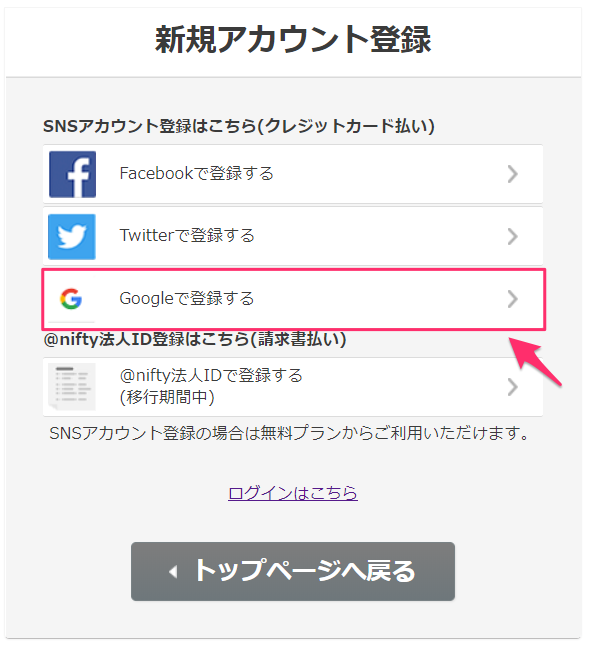 新規アカウント登録
SNSアカウント登録はこちら(クレジットカード払い)
Facebookで登録する
Twitterで登録する
Googleで登録する
@nifty法人ID登録はこちら(請求書払い)
@nifty法人IDで登録する
(移行期間中)
SNSアカウント登録の場合は無料プランからご利用いただけます。
ログインはこちら
トップページへ戻る